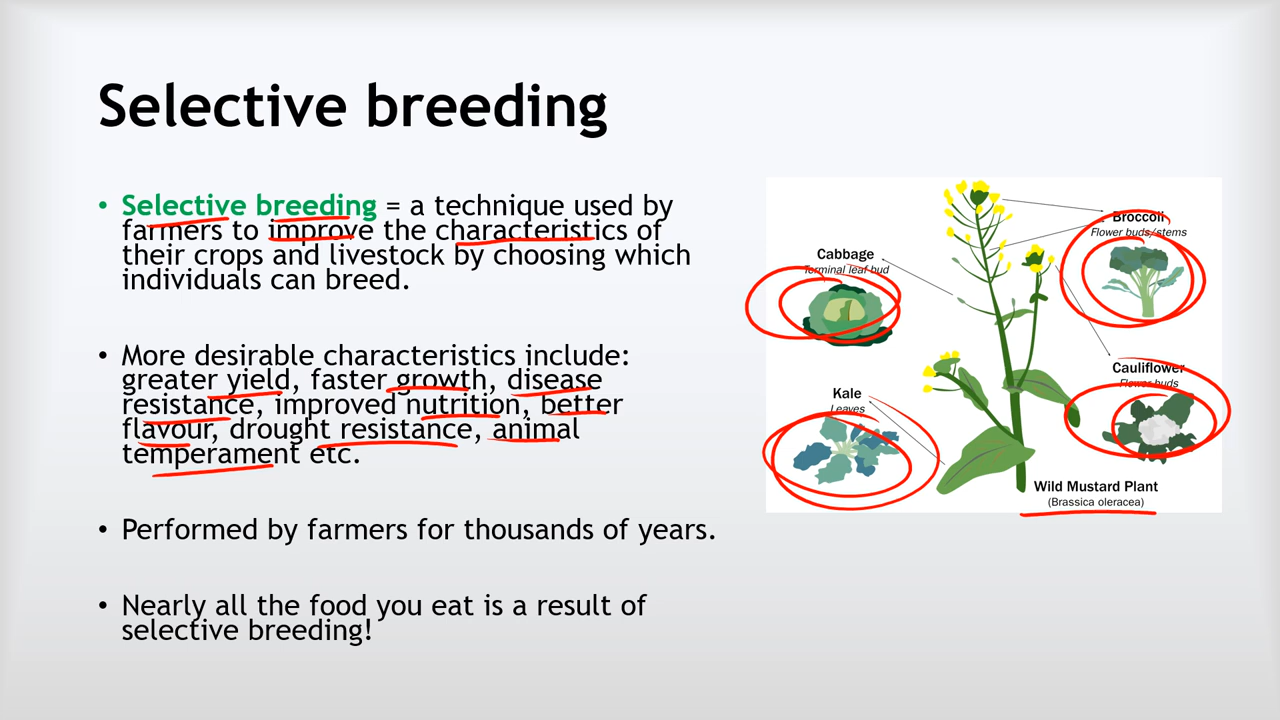 Selective breeding
• Selective breeding = a technique used by
farmers to improve the characteristics of
their crops and livestock by choosing which
individuals can breed.
• More desirable characteristics include:
greater yield, faster growth, disease
resistance, improved nutrition, better
flavour, drought resistance, animal
temperament etc.
• Performed by farmers for thousands of years.
• Nearly all the food you eat is a result of
selective breeding!
Broccoli
Flower buds/stems
Cabbage
Terminal leaf bud
Cauliflower
Flower buds
Kale
Leaves
Wild Mustard Plant
(Brassica oleracea)